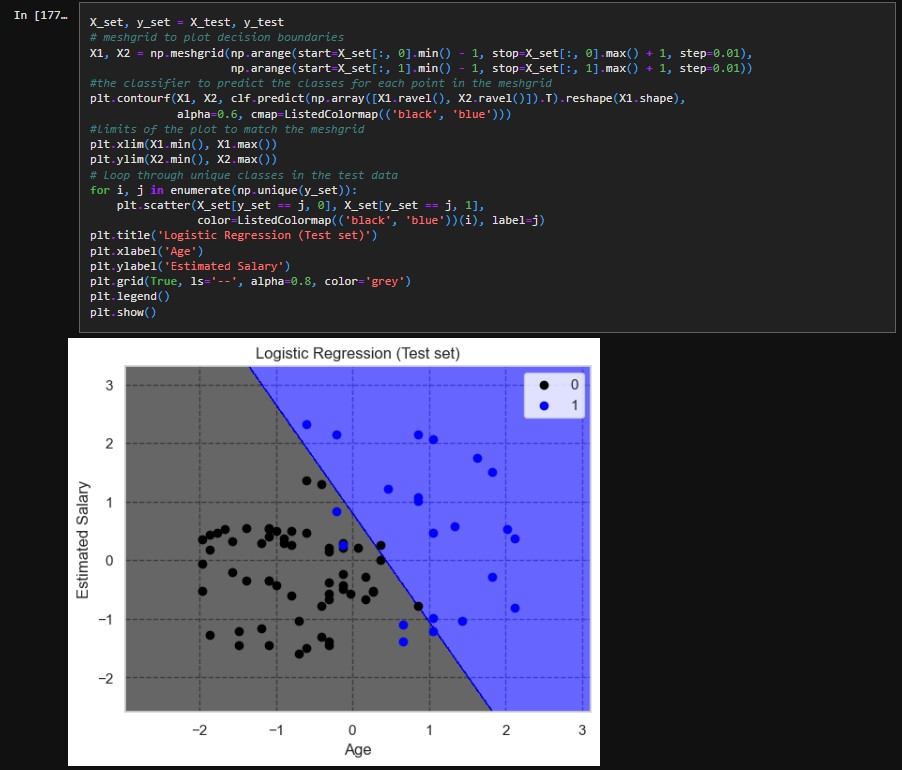 In [177…
X_set, y_set = X_test, y_test
# meshgrid to plot decision boundaries
X1, X2 = np.meshgrid(np.arange(start=X_set[:, 0].min() - 1, stop=X_set[:, 0].max() + 1, step=0.01),
                     np.arange(start=X_set[:, 1].min() - 1, stop=X_set[:, 1].max() + 1, step=0.01))
#the classifier to predict the classes for each point in the meshgrid
plt.contourf(X1, X2, clf.predict(np.array([X1.ravel(), X2.ravel()]).T).reshape(X1.shape),
             alpha=0.6, cmap=ListedColormap(('black', 'blue')))
#limits of the plot to match the meshgrid
plt.xlim(X1.min(), X1.max())
plt.ylim(X2.min(), X2.max())
# Loop through unique classes in the test data
for i, j in enumerate(np.unique(y_set)):
    plt.scatter(X_set[y_set == j, 0], X_set[y_set == j, 1],
                color=ListedColormap(('black', 'blue'))(i), label=j)
plt.title('Logistic Regression (Test set)')
plt.xlabel('Age')
plt.ylabel('Estimated Salary')
plt.grid(True, ls='--', alpha=0.8, color='grey')
plt.legend()
plt.show()
Logistic Regression (Test set)
0
1
3
2
1
0
−1
−2
Estimated Salary
−2 −1 0 1 2 3
Age